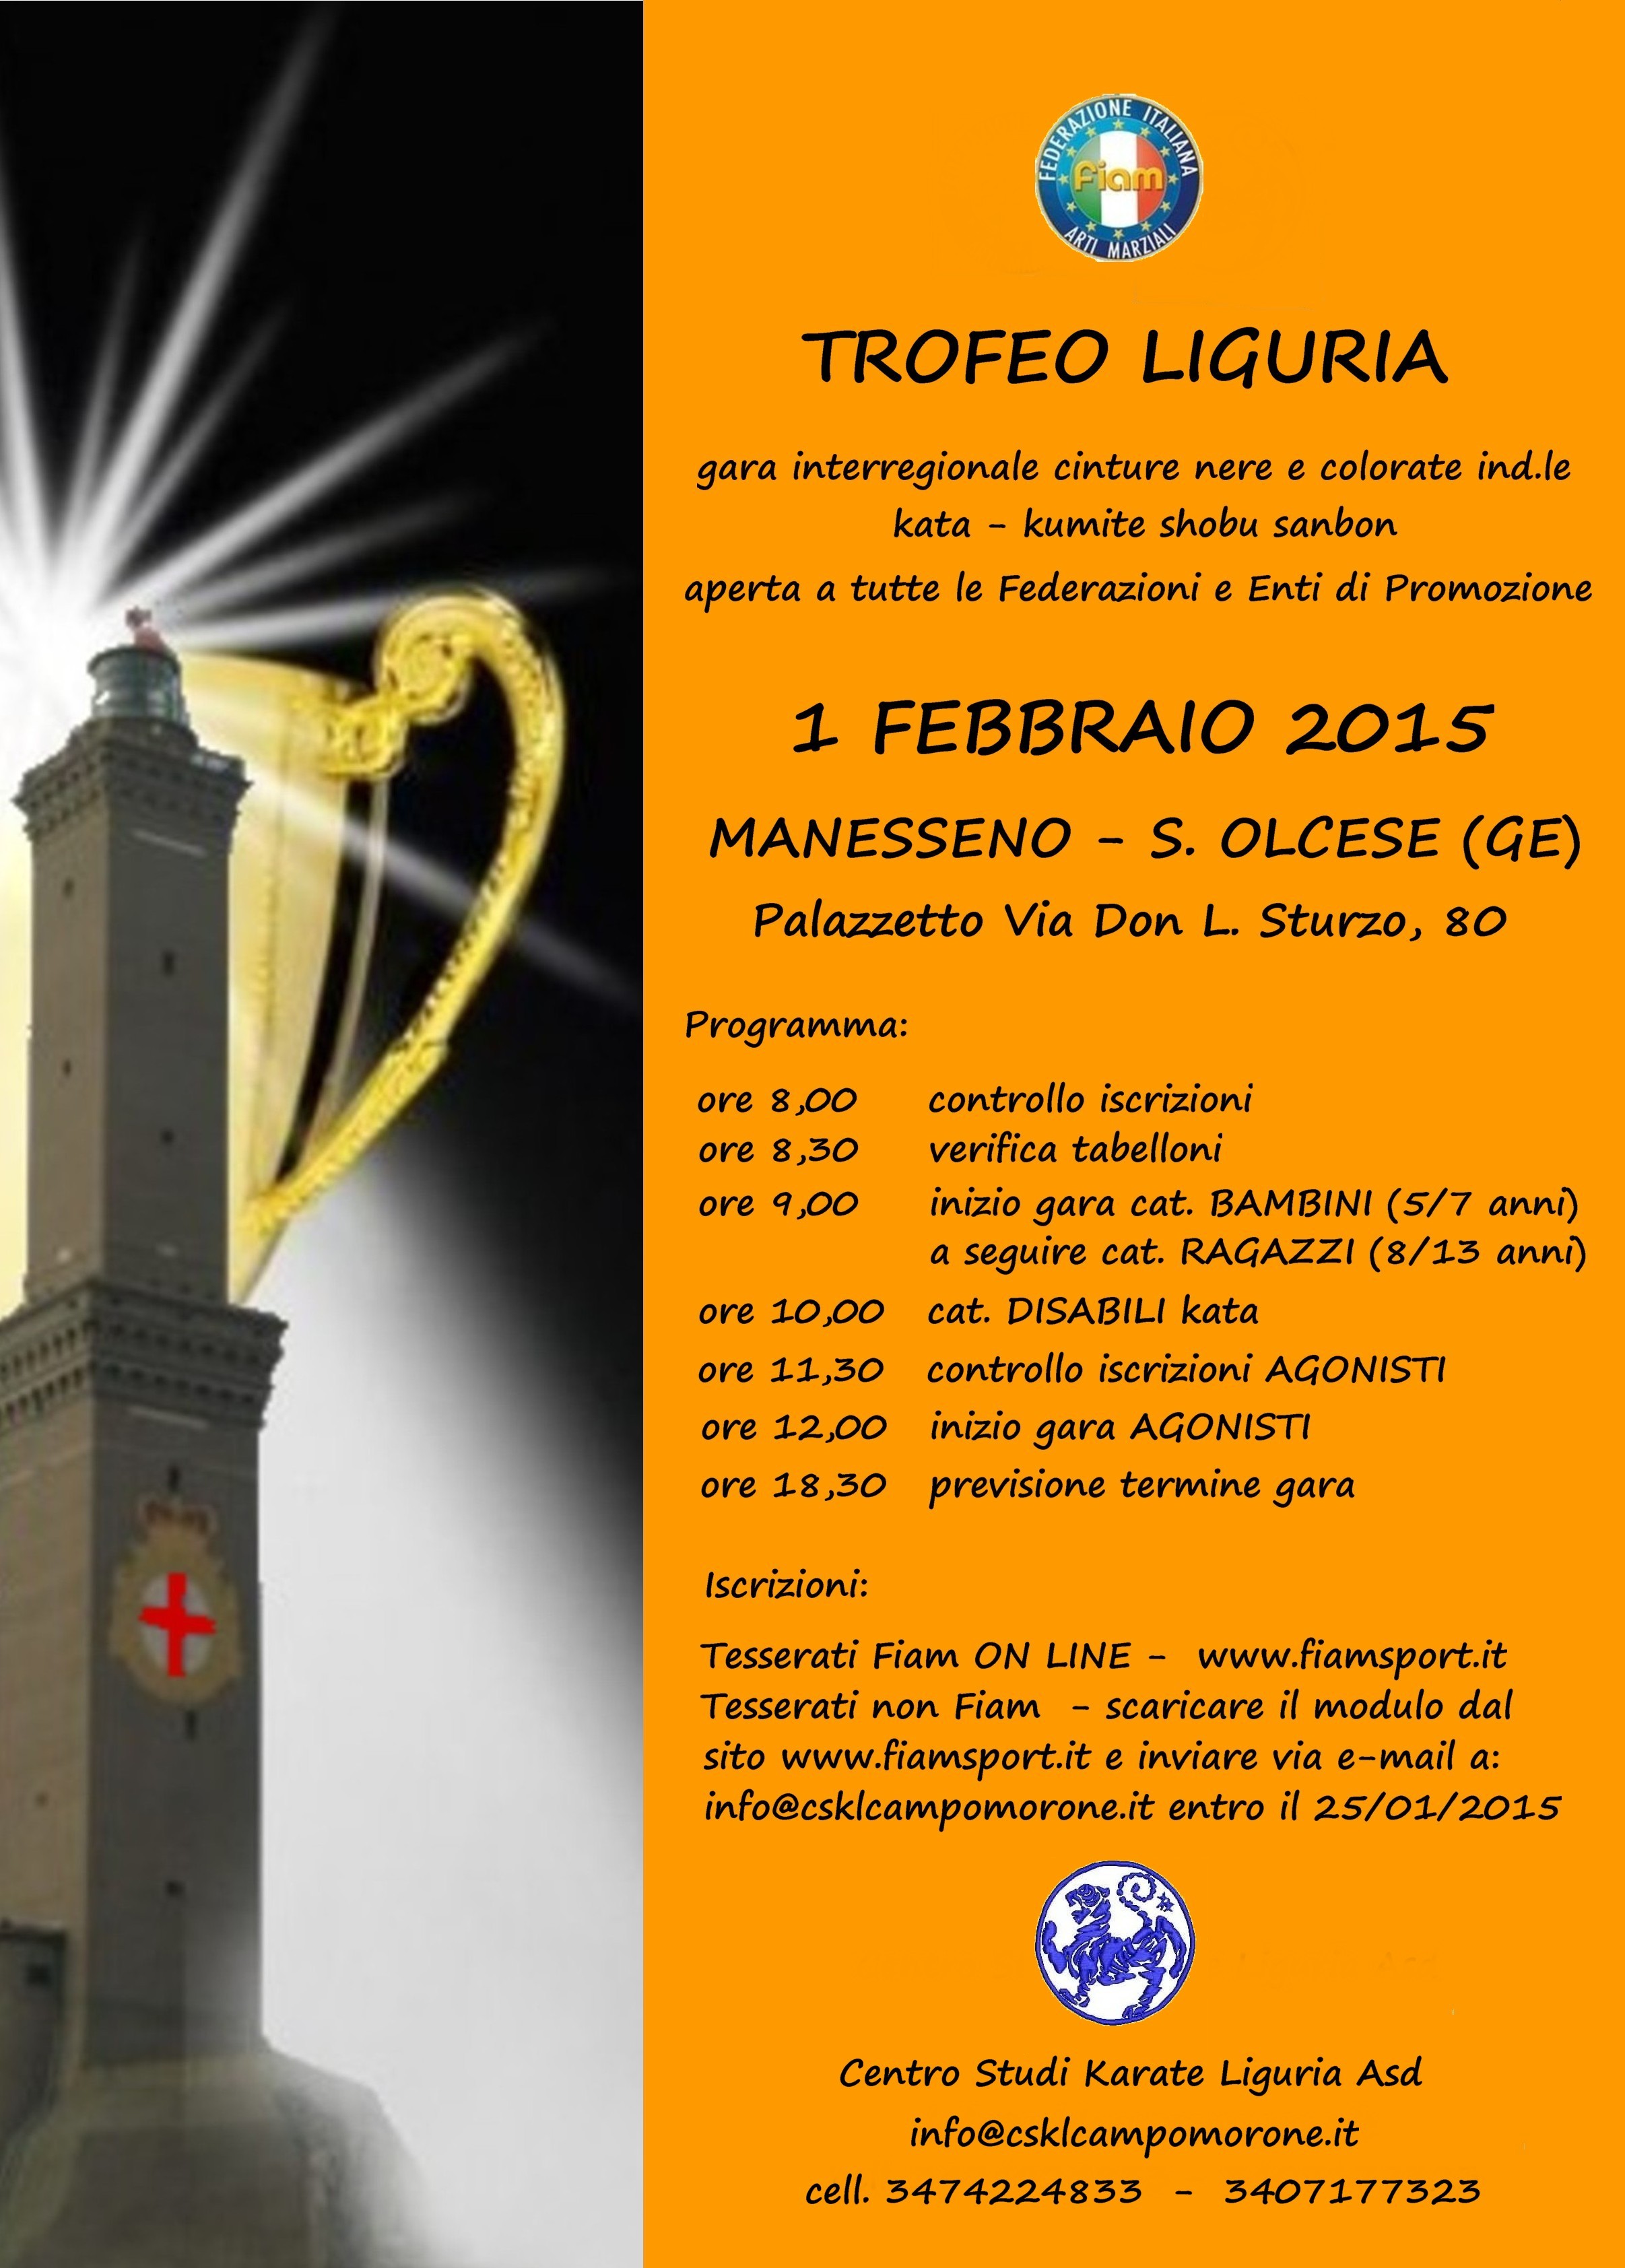 FEDERAZIONE ITALIANA
Fiam
ARTI MARZIALI
TROFEO LIGURIA
gara interregionale cinture nere e colorate ind.le
kata - kumite shobu sanbon
aperta a tutte le Federazioni e Enti di Promozione
1 FEBBRAIO 2015
MANESSENO - S. OLCESE (GE)
Palazzetto Via Don L. Sturzo, 80
Programma:
ore 8,00 controllo iscrizioni
ore 8,30 verifica tabelloni
ore 9,00 inizio gara cat. BAMBINI (5/7 anni)
a seguire cat. RAGAZZI (8/13 anni)
ore 10,00 cat. DISABILI kata
ore 11,30 controllo iscrizioni AGONISTI
ore 12,00 inizio gara AGONISTI
ore 18,30 previsione termine gara
Iscrizioni:
Tesserati Fiam ON LINE - www.fiamsport.it
Tesserati non Fiam - scaricare il modulo dal
sito www.fiamsport.it e inviare via e-mail a:
info@csklcampomorone.it entro il 25/01/2015
Centro Studi Karate Liguria Asd
info@csklcampomorone.it
cell. 3474224833 - 3407177323